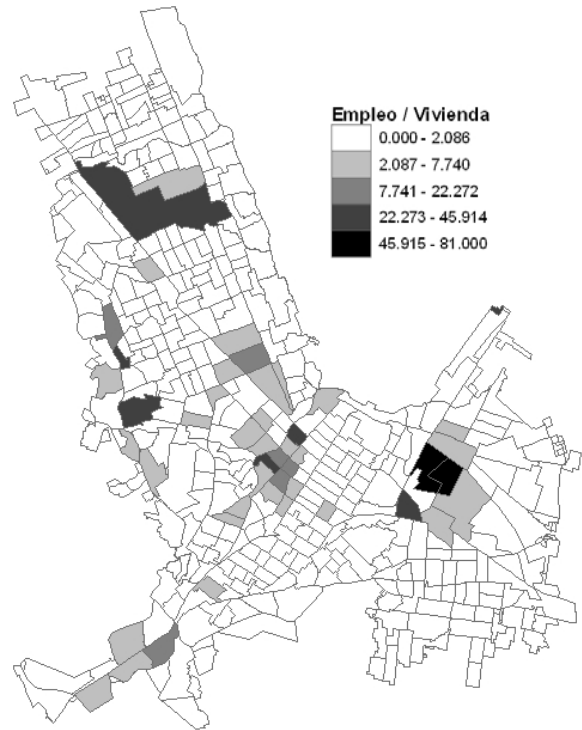 Empleo / Vivienda
0.000 - 2.086
2.087 - 7.740
7.741 - 22.272
22.273 - 45.914
45.915 - 81.000